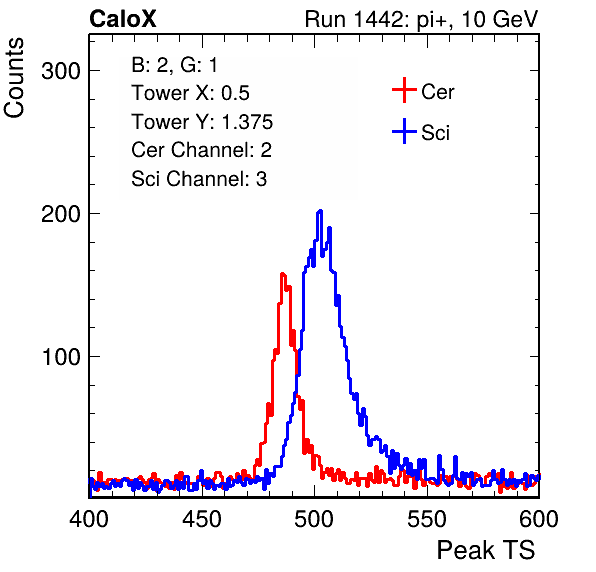 CaloX Run 1442: pi+, 10 GeV
Counts
B: 2, G: 1
Tower X: 0.5
Tower Y: 1.375
Cer Channel: 2
Sci Channel: 3
Cer
Sci
300
200
100
400 450 500 550 600
Peak TS